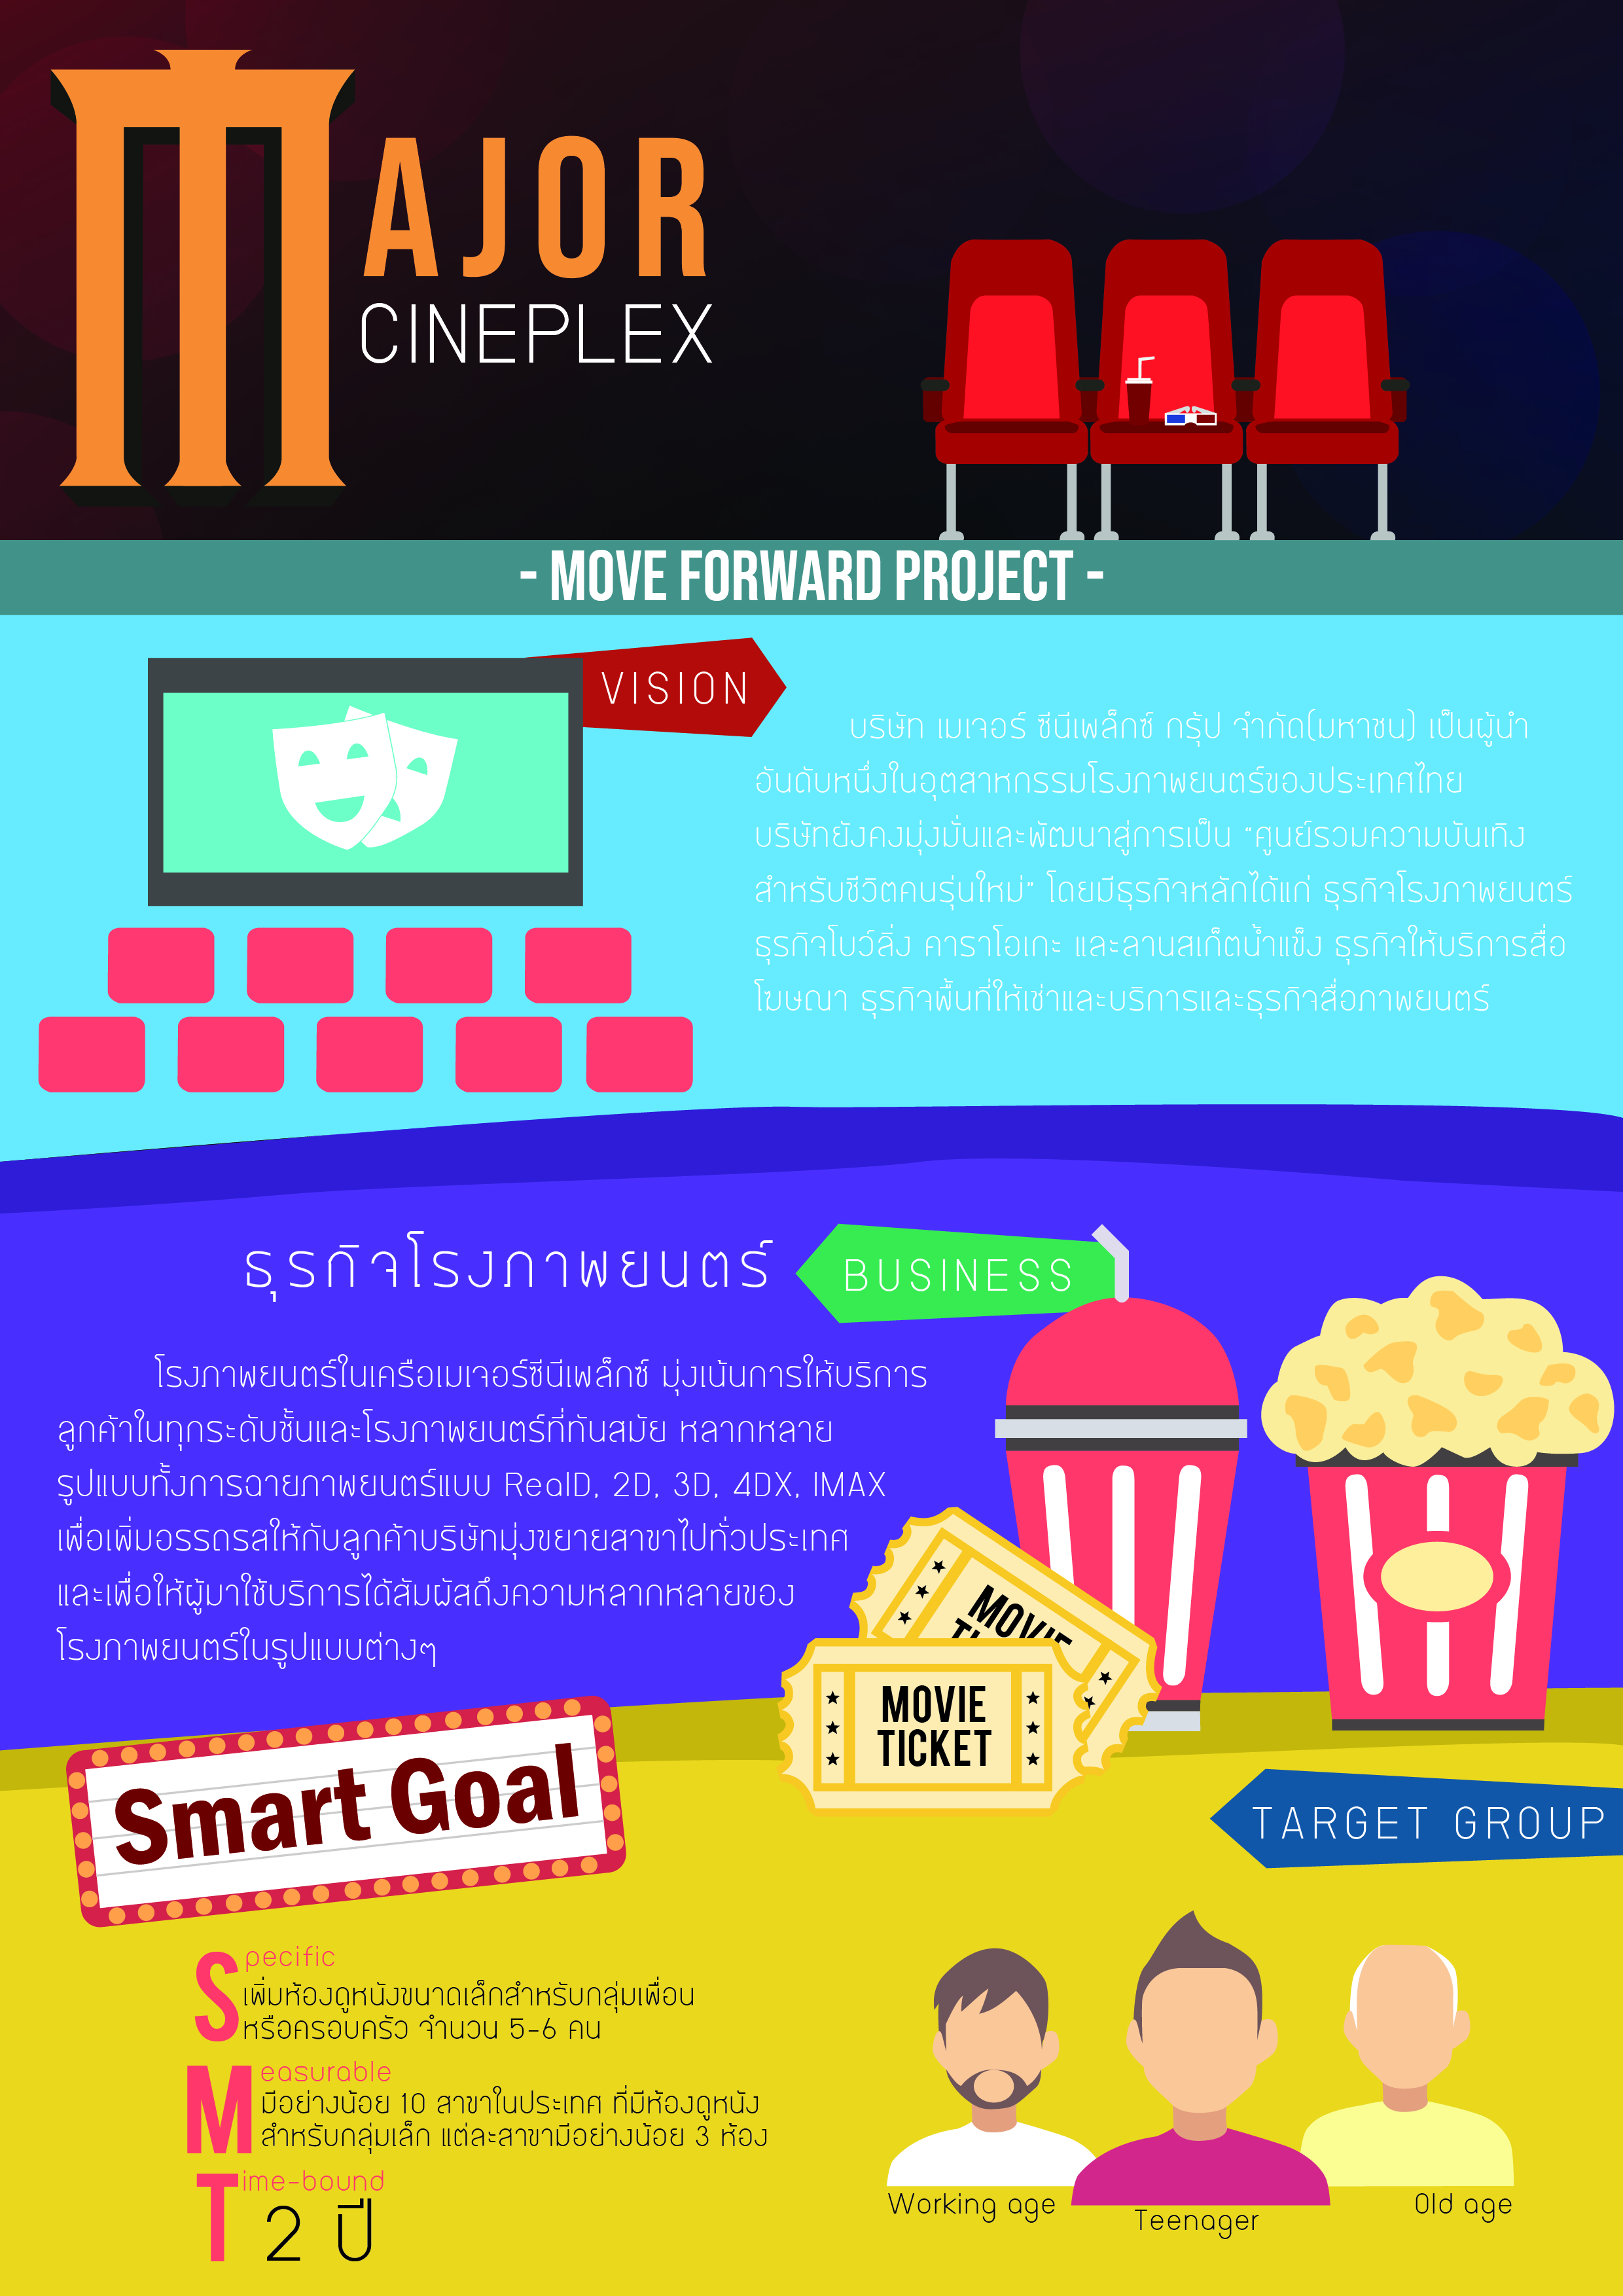 MAJOR
CINEPLEX
- MOVE FORWARD PROJECT -
VISION
บริษัท เมเจอร์ ซีนีเพล็กซ์ กรุ้ป จำกัด(มหาชน) เป็นผู้นำ
อันดับหนึ่งในอุตสาหกรรมโรงภาพยนตร์ของประเทศไทย
บริษัทยังคงมุ่งมั่นและพัฒนาสู่การเป็น "ศูนย์รวมความบันเทิง
สำหรับชีวิตคนรุ่นใหม่" โดยมีธุรกิจหลักได้แก่ ธุรกิจโรงภาพยนตร์
ธุรกิจโบว์ลิ่ง คาราโอเกะ และลานสเก็ตน้ำแข็ง ธุรกิจให้บริการสื่อ
โฆษณา ธุรกิจพื้นที่ให้เช่าและบริการและธุรกิจสื่อภาพยนตร์
ธุรกิจโรงภาพยนตร์
BUSINESS
โรงภาพยนตร์ในเครือเมเจอร์ซีนีเพล็กซ์ มุ่งเน้นการให้บริการ
ลูกค้าในทุกระดับชั้นและโรงภาพยนตร์ที่ทันสมัย หลากหลาย
รูปแบบทั้งการฉายภาพยนตร์แบบ RealD, 2D, 3D, 4DX, IMAX
เพื่อเพิ่มอรรถรสให้กับลูกค้าบริษัทมุ่งขยายสาขาไปทั่วประเทศ
และเพื่อให้ผู้มาใช้บริการได้สัมผัสถึงความหลากหลายของ
โรงภาพยนตร์ในรูปแบบต่างๆ
MOVIE
MOVIE
TICKET
Smart Goal
TARGET GROUP
Specific
เพิ่มห้องดูหนังขนาดเล็กสำหรับกลุ่มเพื่อน
หรือครอบครัว จำนวน 5-6 คน
Measurable
มีอย่างน้อย 10 สาขาในประเทศ ที่มีห้องดูหนัง
สำหรับกลุ่มเล็ก แต่ละสาขามีอย่างน้อย 3 ห้อง
Time-bound
2 ปี
Working age
Teenager
Old age